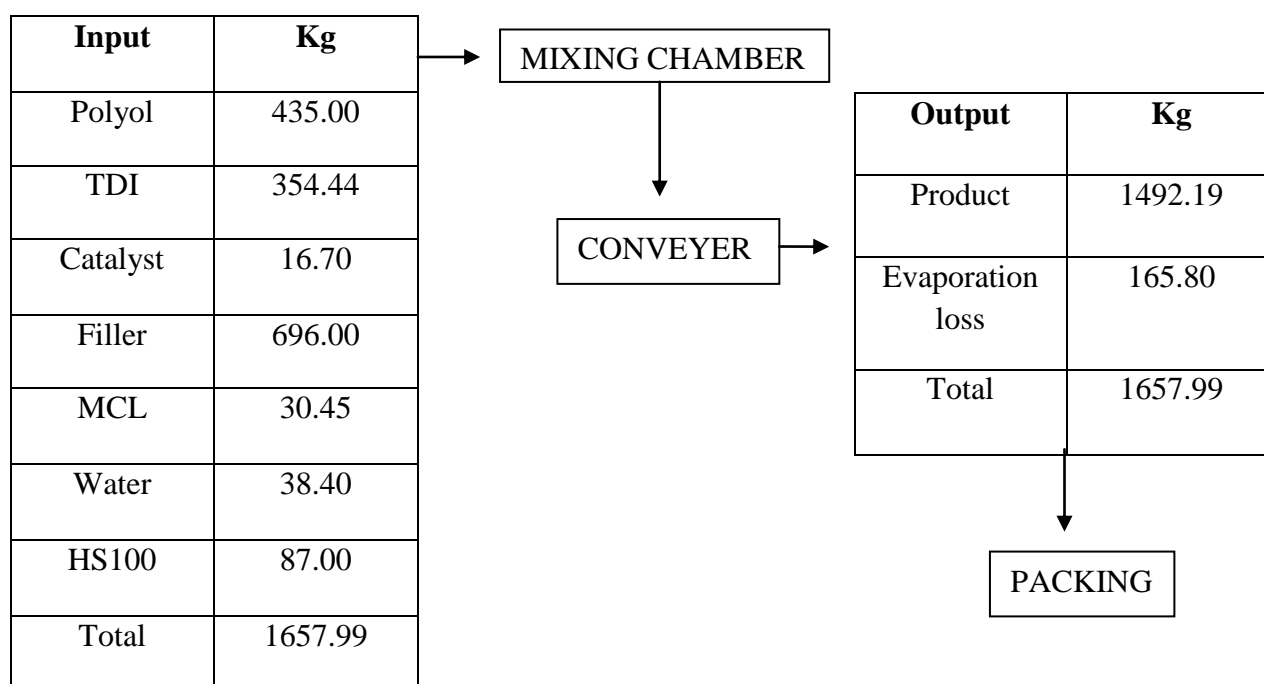 Input Kg
Polyol 435.00
TDI 354.44
Catalyst 16.70
Filler 696.00
MCL 30.45
Water 38.40
HS100 87.00
Total 1657.99
MIXING CHAMBER
CONVEYER
Output Kg
Product 1492.19
Evaporation
loss 165.80
Total 1657.99
PACKING